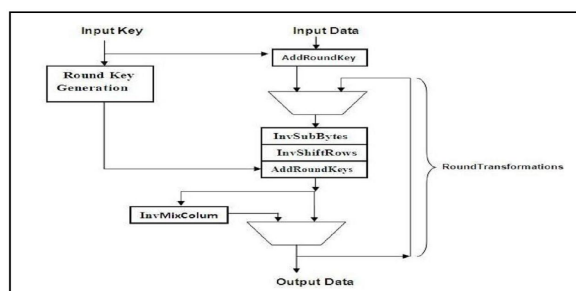 Input Key
Input Data
AddRoundKey
Round Key
Generation
InvSubBytes
InvShiftRows
AddRoundKeys
RoundTransformations
InvMixColum
Output Data